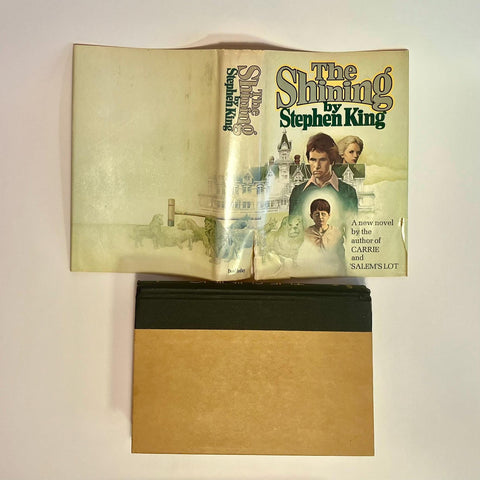 The
Shining
by
Stephen King
The
Shining
by
Stephen King
A new novel
by the
author of
CARRIE
and
'SALEM'S LOT